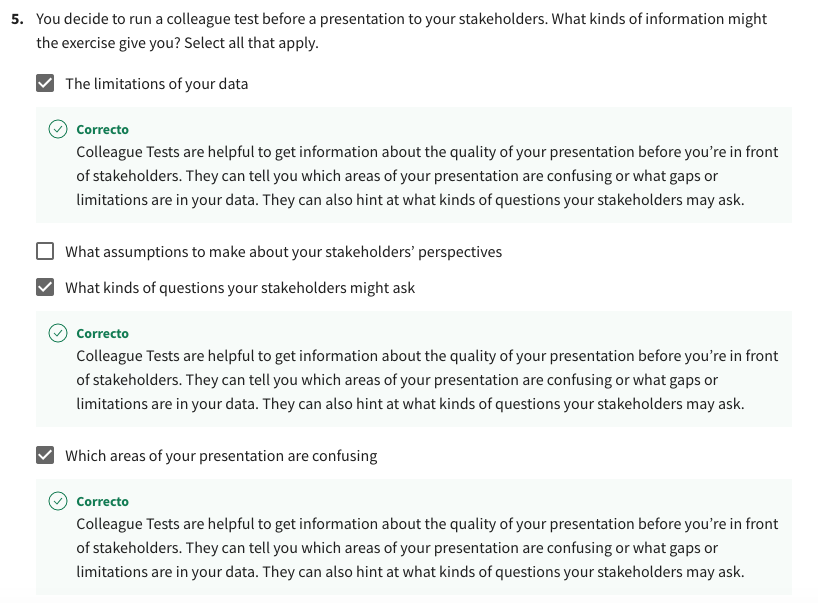 5. You decide to run a colleague test before a presentation to your stakeholders. What kinds of information might
the exercise give you? Select all that apply.
The limitations of your data
Correcto
Colleague Tests are helpful to get information about the quality of your presentation before you’re in front
of stakeholders. They can tell you which areas of your presentation are confusing or what gaps or
limitations are in your data. They can also hint at what kinds of questions your stakeholders may ask.
What assumptions to make about your stakeholders’ perspectives
What kinds of questions your stakeholders might ask
Correcto
Colleague Tests are helpful to get information about the quality of your presentation before you’re in front
of stakeholders. They can tell you which areas of your presentation are confusing or what gaps or
limitations are in your data. They can also hint at what kinds of questions your stakeholders may ask.
Which areas of your presentation are confusing
Correcto
Colleague Tests are helpful to get information about the quality of your presentation before you’re in front
of stakeholders. They can tell you which areas of your presentation are confusing or what gaps or
limitations are in your data. They can also hint at what kinds of questions your stakeholders may ask.